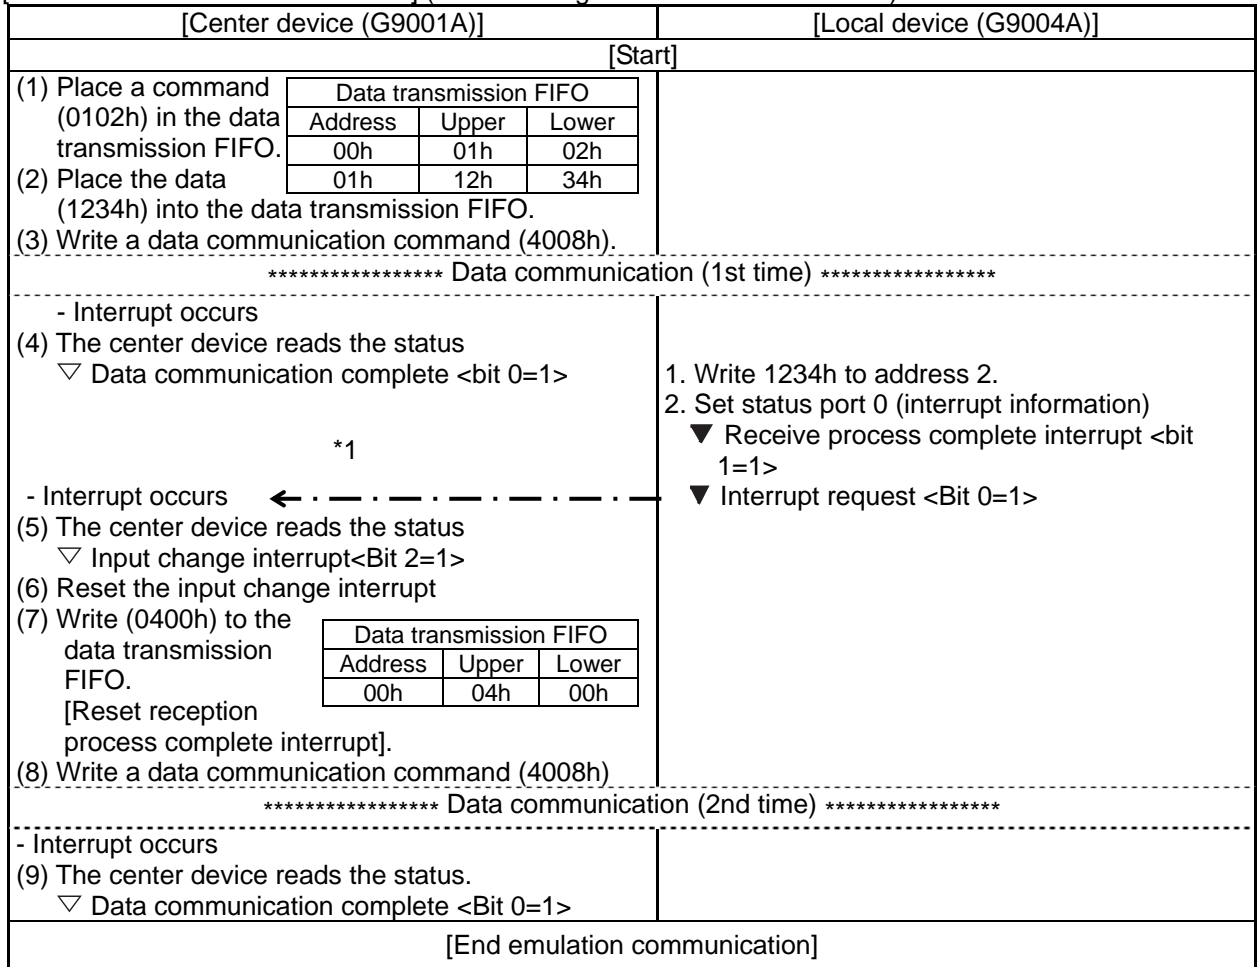 [Center device (G9001A)] [Local device (G9004A)]
[Start]
(1) Place a command (0102h) in the data transmission FIFO.
Data transmission FIFO
Address Upper Lower
00h 01h 02h
01h 12h 34h
(2) Place the data (1234h) into the data transmission FIFO.
(3) Write a data communication command (4008h).
***************** Data communication (1st time) *****************
- Interrupt occurs
(4) The center device reads the status
▽ Data communication complete <bit 0=1>
*1
1. Write 1234h to address 2.
2. Set status port 0 (interrupt information)
▼ Receive process complete interrupt <bit
1=1>
▼ Interrupt request <Bit 0=1>
- Interrupt occurs
(5) The center device reads the status
▽ Input change interrupt<Bit 2=1>
(6) Reset the input change interrupt
(7) Write (0400h) to the
data transmission
FIFO.
[Reset reception
process complete interrupt].
Data transmission FIFO
Address Upper Lower
00h 04h 00h
(8) Write a data communication command (4008h)
***************** Data communication (2nd time) *****************
- Interrupt occurs
(9) The center device reads the status.
▽ Data communication complete <Bit 0=1>
[End emulation communication]